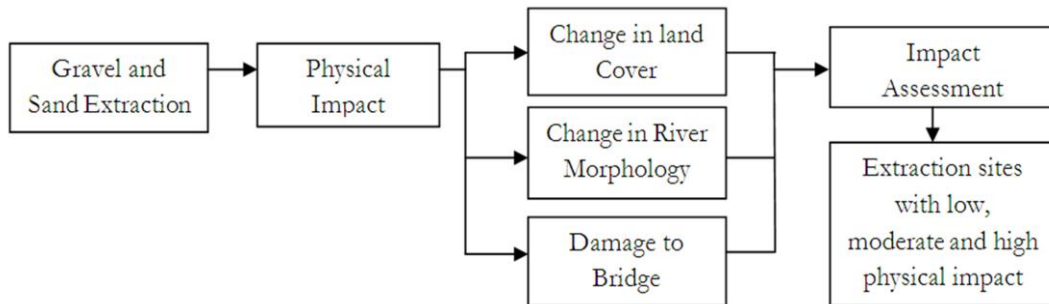 Gravel and
Sand Extraction
Physical
Impact
Change in land
Cover
Change in River
Morphology
Damage to
Bridge
Impact
Assessment
Extraction sites
with low,
moderate and high
physical impact